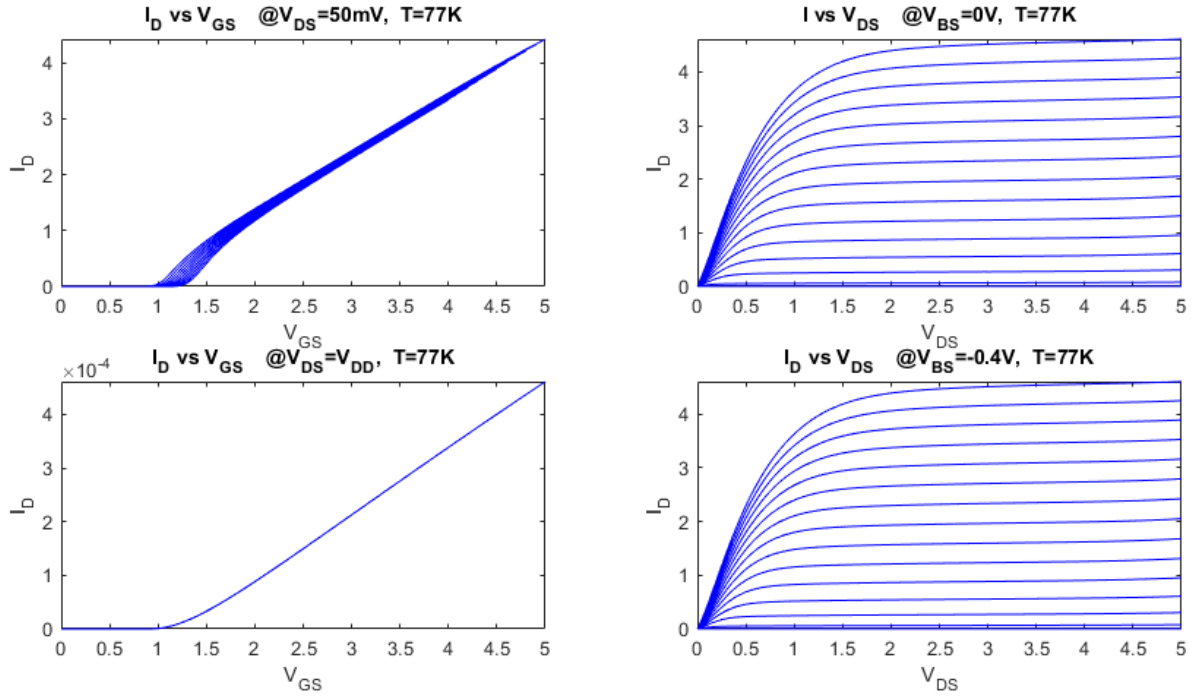 I_D vs V_GS @V_DS=50mV, T=77K
I_D
4
3
2
1
0
0 0.5 1 1.5 2 2.5 3 3.5 4 4.5 5
V_GS
I vs V_DS @V_BS=0V, T=77K
I_D
4
3
2
1
0
0 0.5 1 1.5 2 2.5 3 3.5 4 4.5 5
V_DS
×10^-4
I_D vs V_GS @V_DS=V_DD, T=77K
I_D
4
3
2
1
0
0 0.5 1 1.5 2 2.5 3 3.5 4 4.5 5
V_GS
I_D vs V_DS @V_BS=-0.4V, T=77K
I_D
4
3
2
1
0
0 0.5 1 1.5 2 2.5 3 3.5 4 4.5 5
V_DS